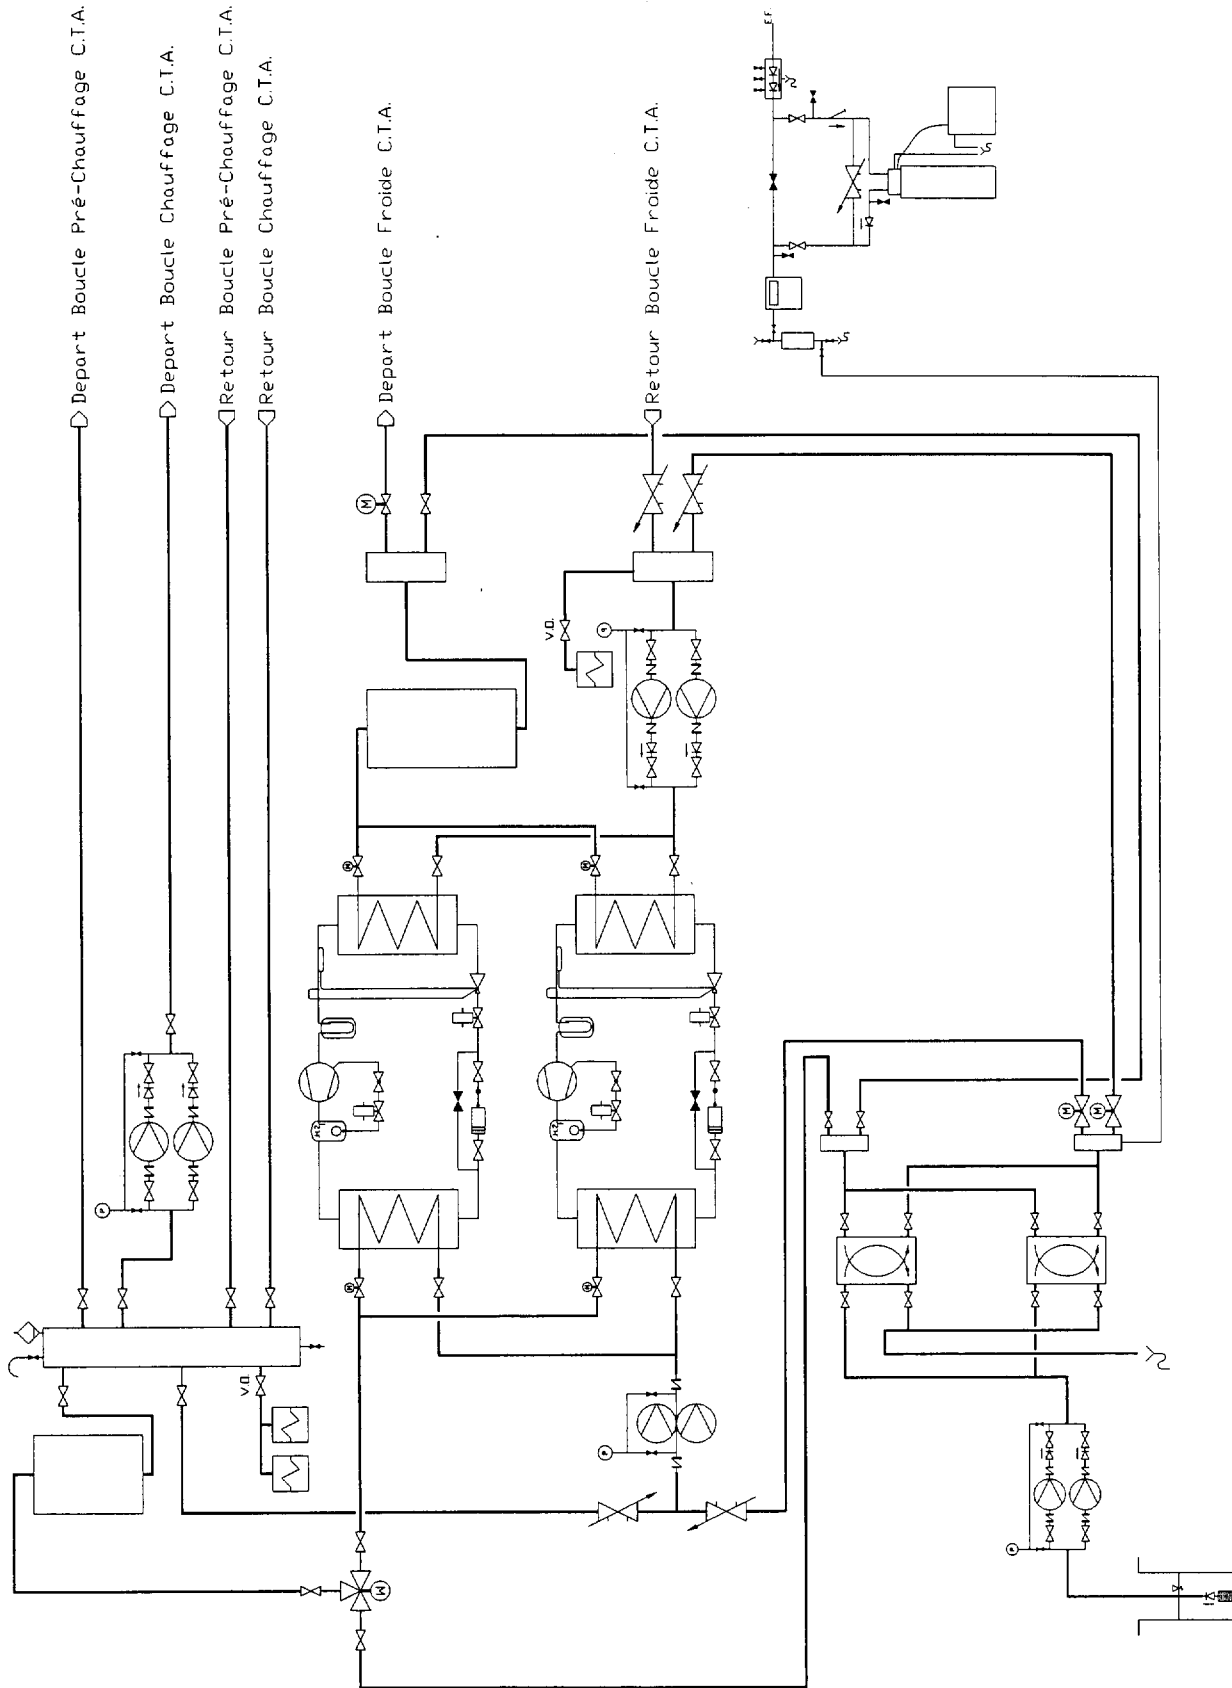 Depart Boucle Pré-Chauffage C.T.A.
Depart Boucle Chauffage C.T.A.
Retour Boucle Pré-Chauffage C.T.A.
Retour Boucle Chauffage C.T.A.
Depart Boucle Froide C.T.A.
Retour Boucle Froide C.T.A.
E.F.
M
V.O.
M
M
P
V.O.
M
M
M
M
P
M
P